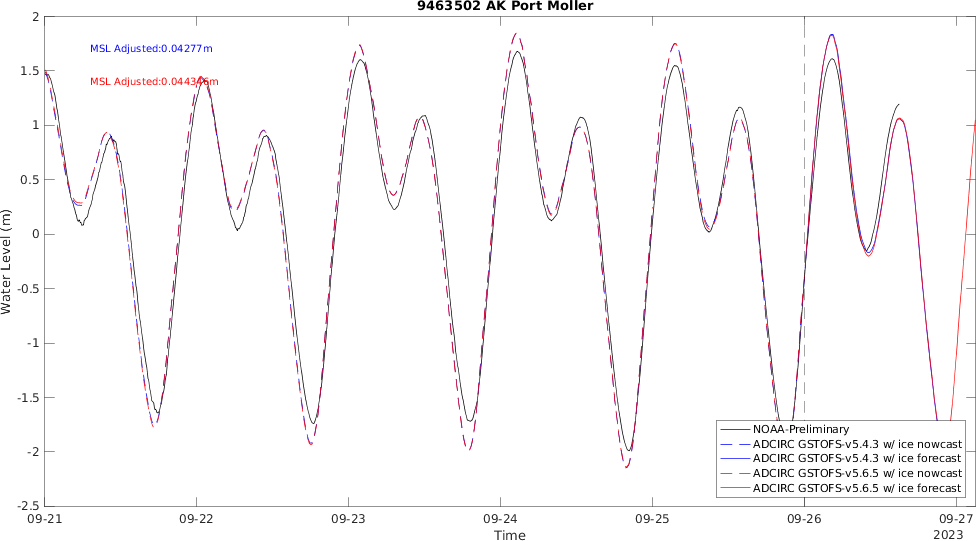 9463502 AK Port Moller
MSL Adjusted:0.04277m
MSL Adjusted:0.044346m
Water Level (m)
2
1.5
1
0.5
0
-0.5
-1
-1.5
-2
-2.5
09-21
09-22
09-23
09-24
09-25
09-26
09-27
2023
Time
NOAA-Preliminary
ADCIRC GSTOFS-v5.4.3 w/ ice nowcast
ADCIRC GSTOFS-v5.4.3 w/ ice forecast
ADCIRC GSTOFS-v5.6.5 w/ ice nowcast
ADCIRC GSTOFS-v5.6.5 w/ ice forecast